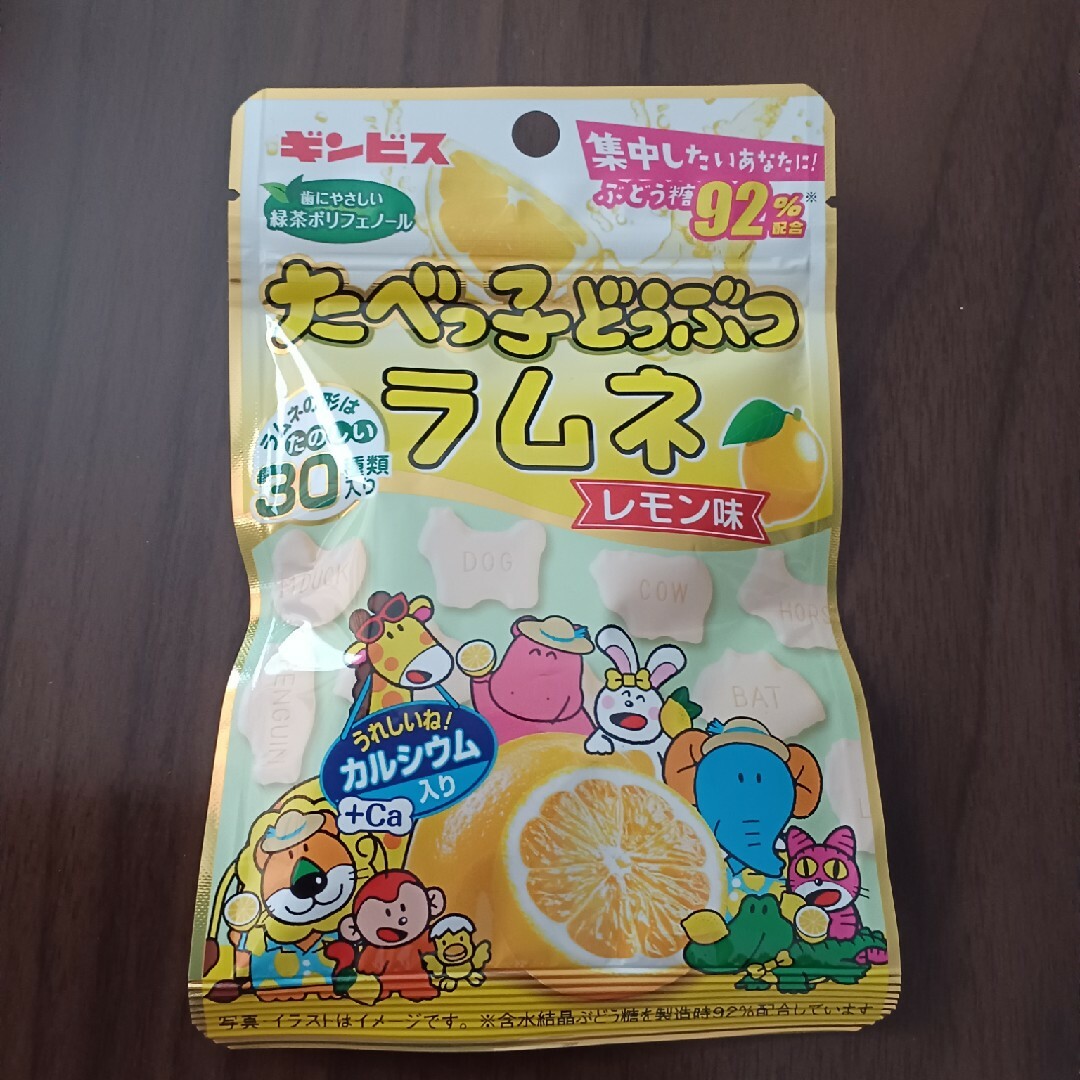 ギンビス
集中したいあなたに!
歯にやさしい
緑茶ポリフェノール
ぶどう糖92%※
配合
たべっ子どうぶつ
ラムネ
ラムネの形は
たのしい
30種類
入り
レモン味
DUCK
DOG
COW
HORS
ENGUIN
BAT
L
うれしいね!
カルシウム
入り
+Ca
写真 イラストはイメージです。※含水結晶ぶどう糖を製造時92%配合しています